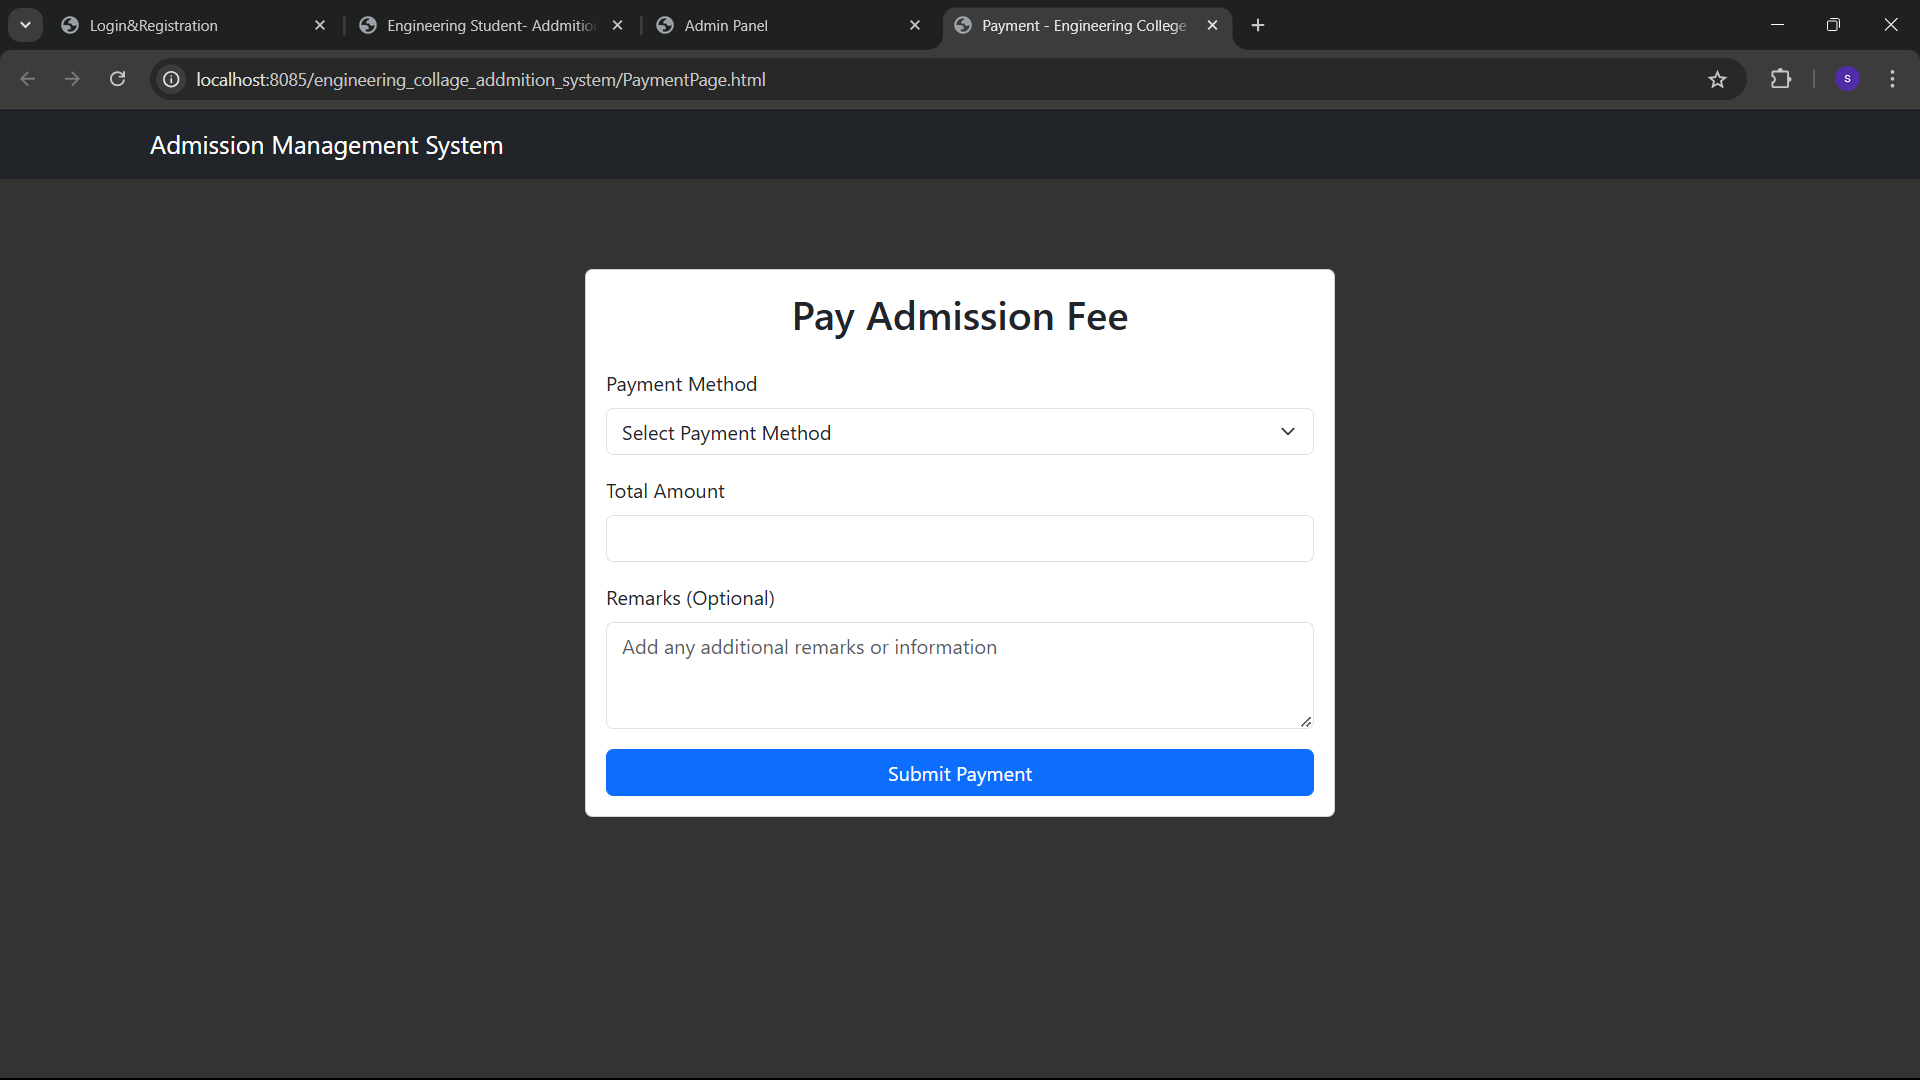 Login&Registration
Engineering Student- Addmitio
Admin Panel
Payment - Engineering College
localhost:8085/engineering_collage_addmition_system/PaymentPage.html
S
Admission Management System
Pay Admission Fee
Payment Method
Select Payment Method
Total Amount
Remarks (Optional)
Add any additional remarks or information
Submit Payment